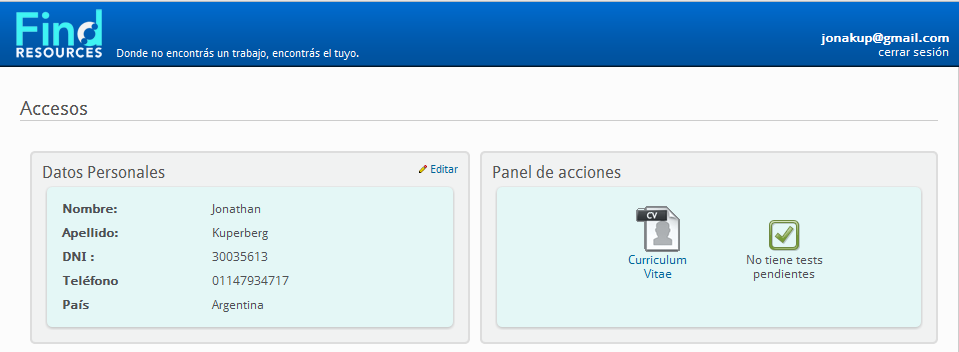 Find
RESOURCES
Donde no encontrás un trabajo, encontrás el tuyo.
jonakup@gmail.com
cerrar sesión
Accesos
Datos Personales
Editar
Nombre: Jonathan
Apellido: Kuperberg
DNI : 30035613
Teléfono 01147934717
País Argentina
Panel de acciones
CV
Curriculum
Vitae
No tiene tests
pendientes